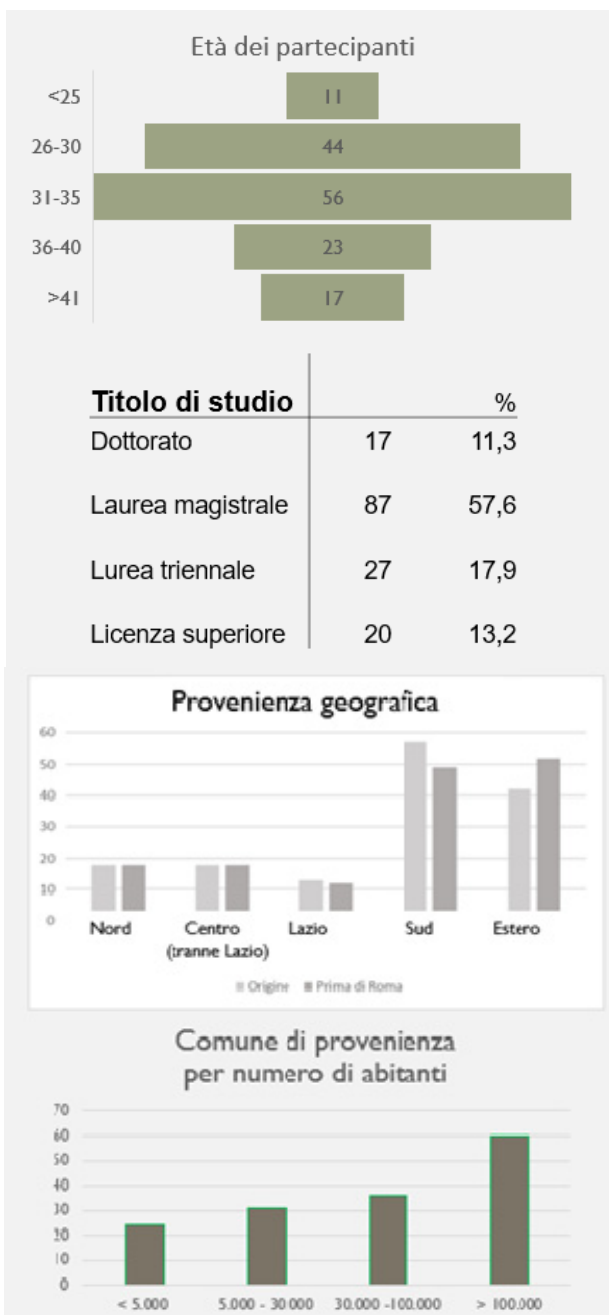 Età dei partecipanti
<25 11
26-30 44
31-35 56
36-40 23
>41 17
Titolo di studio %
Dottorato 17 11,3
Laurea magistrale 87 57,6
Lurea triennale 27 17,9
Licenza superiore 20 13,2
Provenienza geografica
60
50
40
30
20
10
0
Nord Centro (tranne Lazio) Lazio Sud Estero
Origine Prima di Roma
Comune di provenienza
per numero di abitanti
70
60
50
40
30
20
10
0
< 5.000 5.000 - 30.000 30.000 -100.000 > 100.000